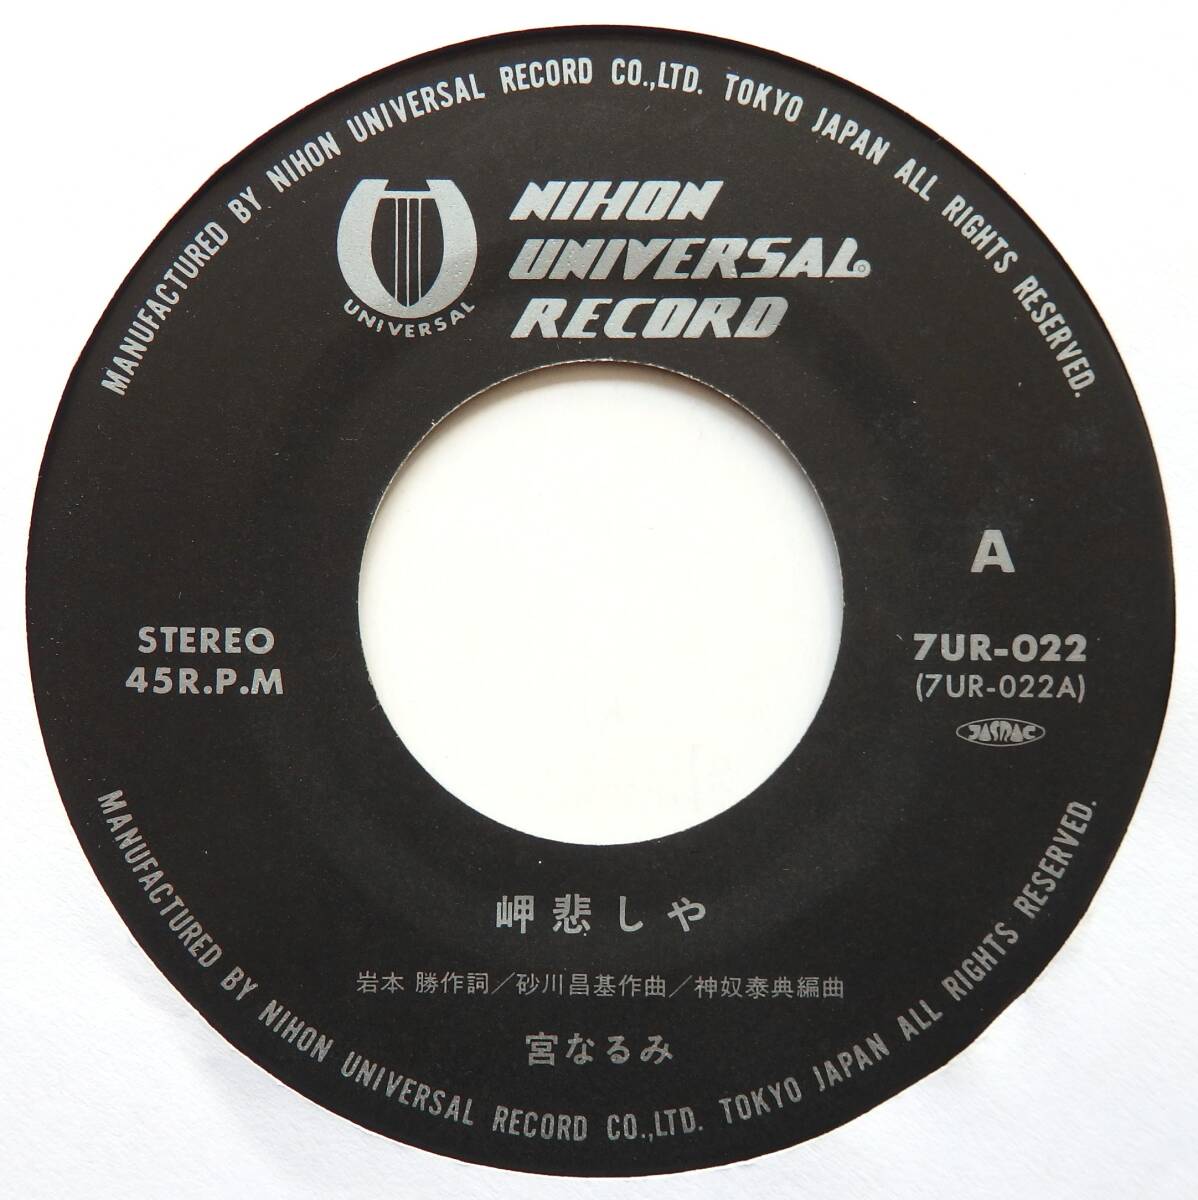 MANUFACTURED BY NIHON UNIVERSAL RECORD CO.,LTD. TOKYO JAPAN ALL RIGHTS RESERVED.
UNIVERSAL
NIHON
UNIVERSAL
RECORD
A
STEREO
45R.P.M
7UR-022
(7UR-022A)
JASRAC
岬悲しや
岩本 勝作詞/砂川昌基作曲/神奴泰典編曲
宮なるみ
MANUFACTURED BY NIHON UNIVERSAL RECORD CO.,LTD. TOKYO JAPAN ALL RIGHTS RESERVED.